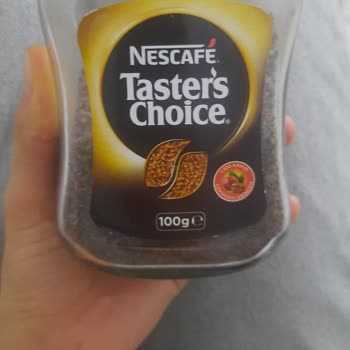 NESCAFÉ®
Taster's
Choice®
100g ℮